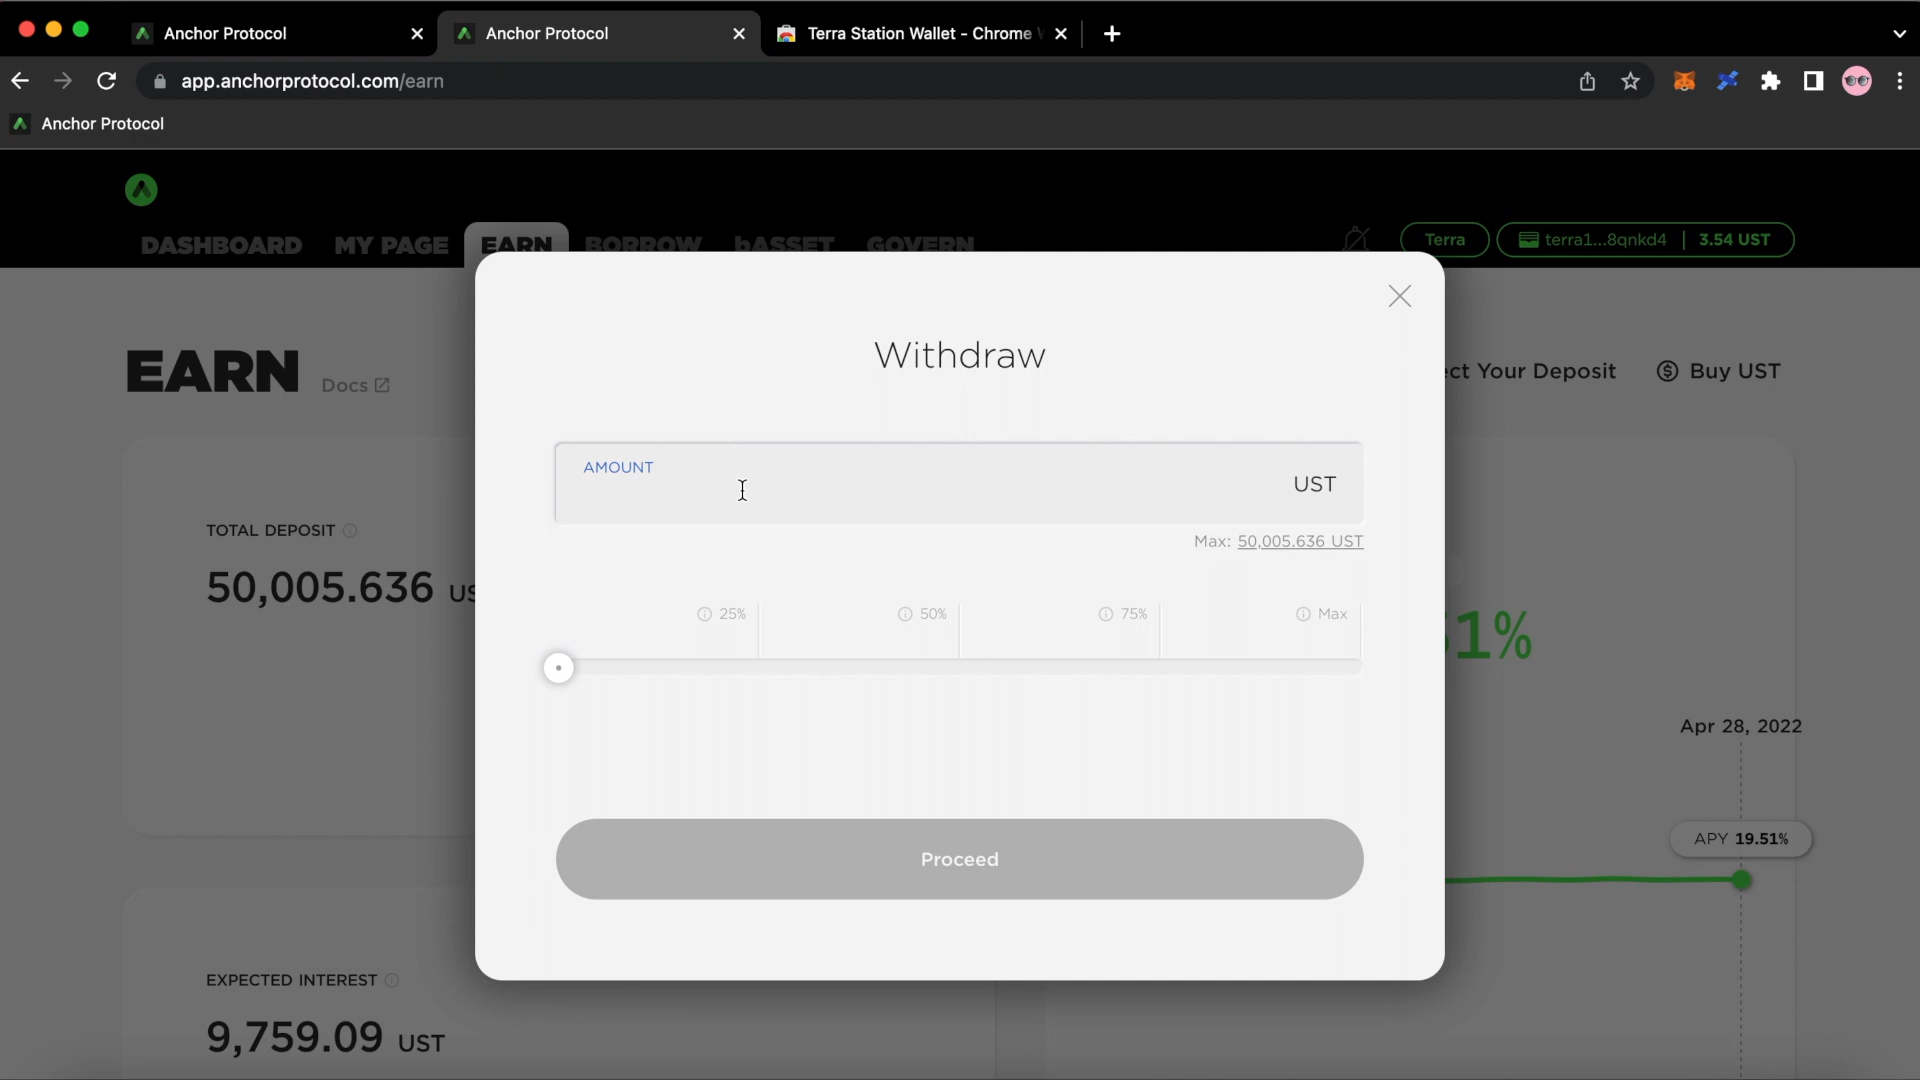 Anchor Protocol
Anchor Protocol
Terra Station Wallet - Chrome
app.anchorprotocol.com/earn
Anchor Protocol
DASHBOARD
MY PAGE
EARN
BORROW
bASSET
GOVERN
Terra
terra1...8qnkd4
3.54 UST
EARN
Docs
ect Your Deposit
Buy UST
Withdraw
AMOUNT
UST
Max: 50,005.636 UST
25%
50%
75%
Max
Proceed
TOTAL DEPOSIT
50,005.636 US
51%
Apr 28, 2022
APY 19.51%
EXPECTED INTEREST
9,759.09 UST